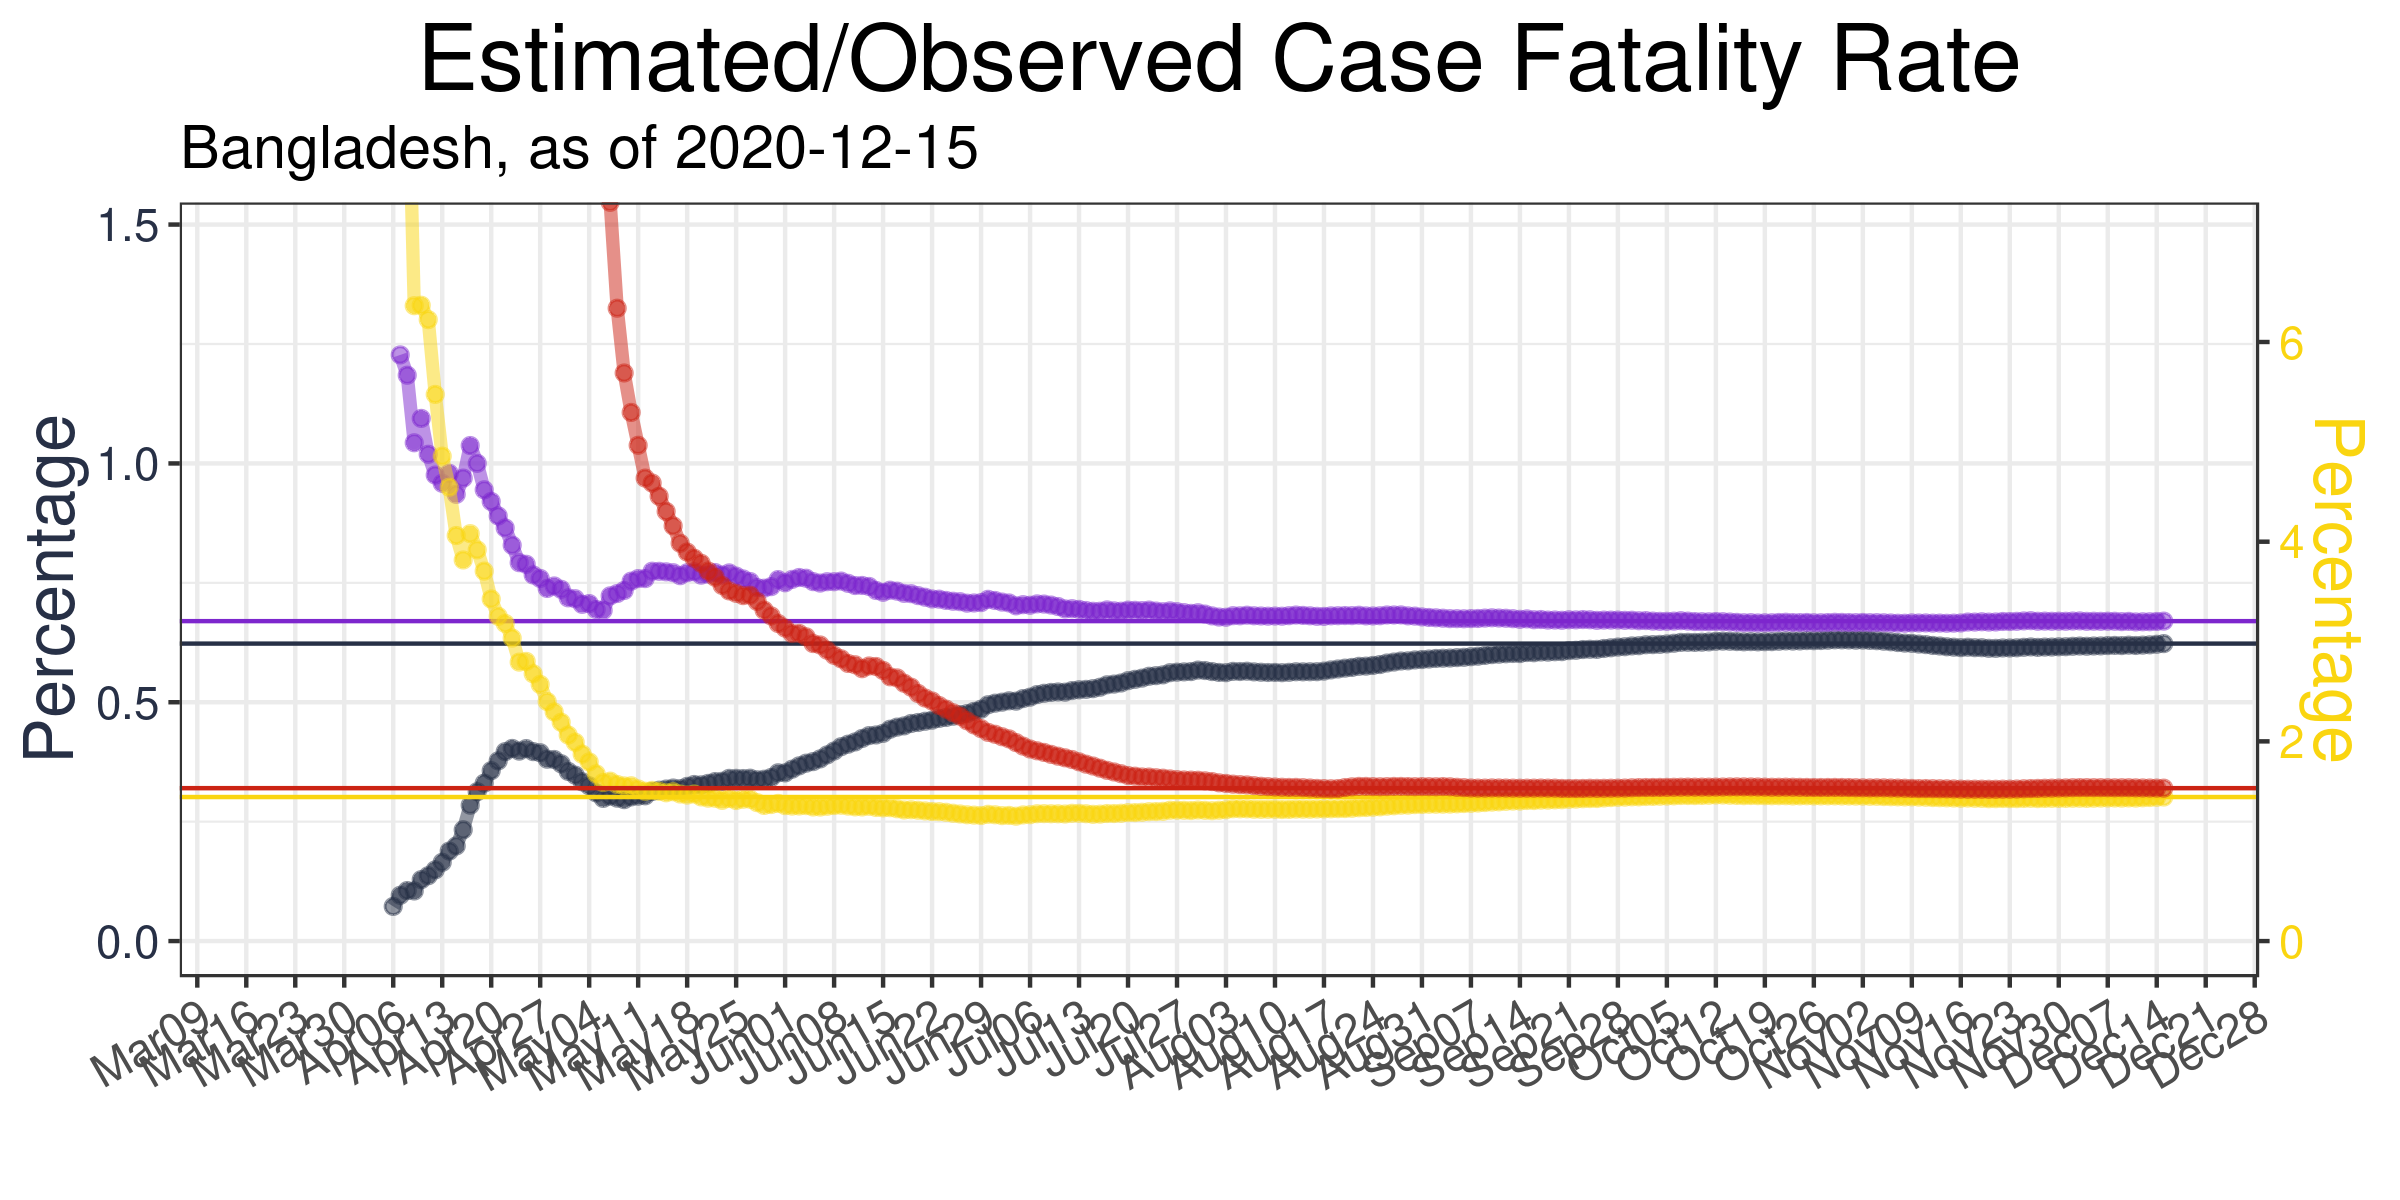 Estimated/Observed Case Fatality Rate
Bangladesh, as of 2020-12-15
Percentage
1.5
1.0
0.5
0.0
6
4
2
0
Percentage
Mar09
Mar16
Mar23
Mar30
Apr06
Apr13
Apr20
Apr27
May04
May11
May18
May25
Jun01
Jun08
Jun15
Jun22
Jun29
Jul06
Jul13
Jul20
Jul27
Aug03
Aug10
Aug17
Aug24
Aug31
Sep07
Sep14
Sep21
Sep28
Oct05
Oct12
Oct19
Oct26
Nov02
Nov09
Nov16
Nov23
Nov30
Dec07
Dec14
Dec21
Dec28